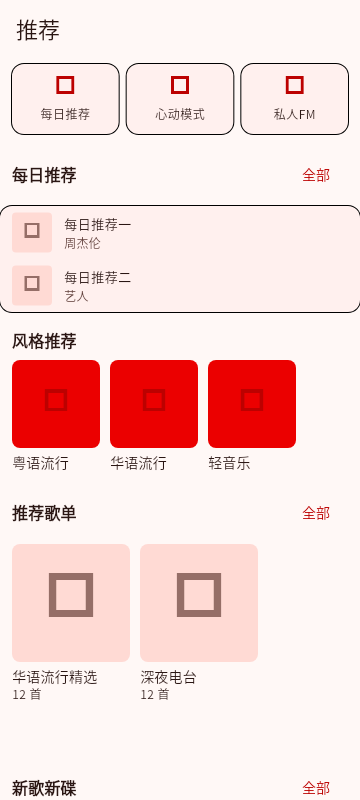 推荐
每日推荐
心动模式
私人FM
每日推荐
全部
每日推荐一
周杰伦
每日推荐二
艺人
风格推荐
粤语流行
华语流行
轻音乐
推荐歌单
全部
华语流行精选
12 首
深夜电台
12 首
新歌新碟
全部